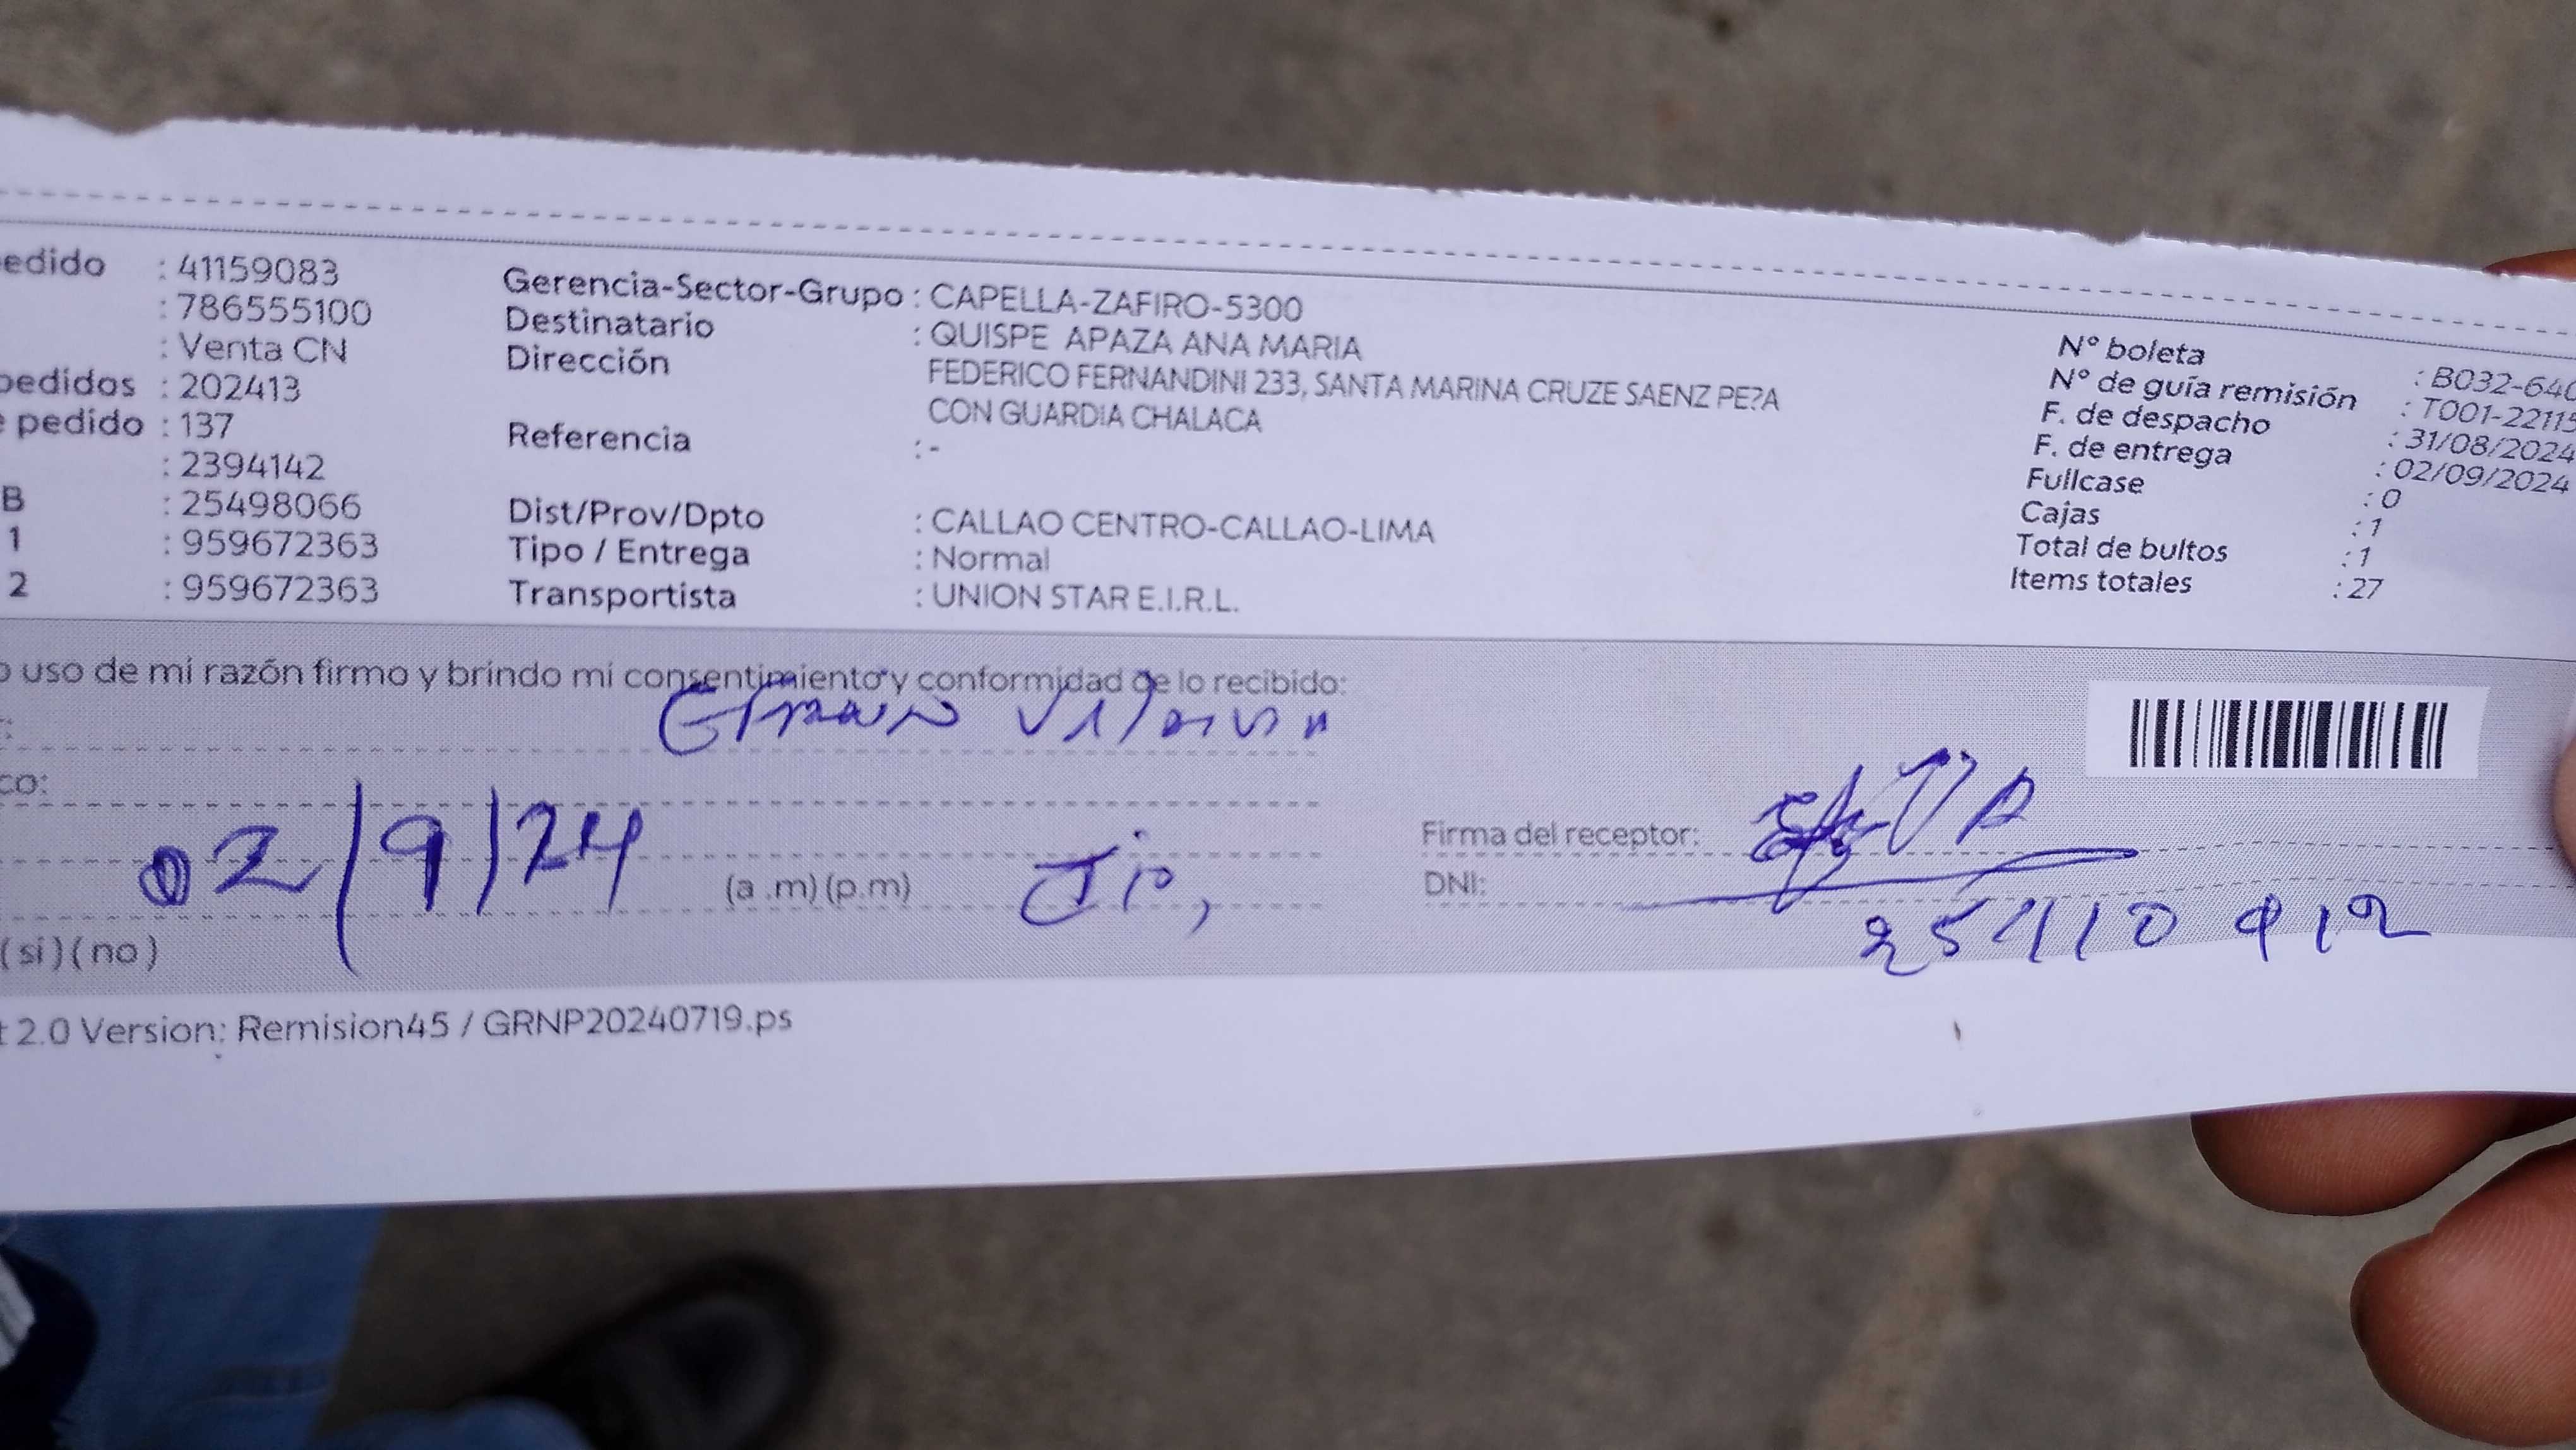 edido : 41159083
: 786555100
: Venta CN
pedidos : 202413
e pedido : 137
: 2394142
B : 25498066
1 : 959672363
2 : 959672363
Gerencia-Sector-Grupo : CAPELLA-ZAFIRO-5300
Destinatario : QUISPE APAZA ANA MARIA
Dirección FEDERICO FERNANDINI 233, SANTA MARINA CRUZE SAENZ PE?A
CON GUARDIA CHALACA
Referencia : -
Dist/Prov/Dpto : CALLAO CENTRO-CALLAO-LIMA
Tipo / Entrega : Normal
Transportista : UNION STAR E.I.R.L.
N° boleta : B032-640
N° de guía remisión : T001-22115
F. de despacho : 31/08/2024
F. de entrega : 02/09/2024
Fullcase : 0
Cajas : 1
Total de bultos : 1
Items totales : 27
o uso de mi razón firmo y brindo mi consentimiento y conformidad de lo recibido:
co:
02/9/24
(a .m) (p.m)
Firma del receptor:
DNI:
(si) (no)
t 2.0 Version: Remision45 / GRNP20240719.ps